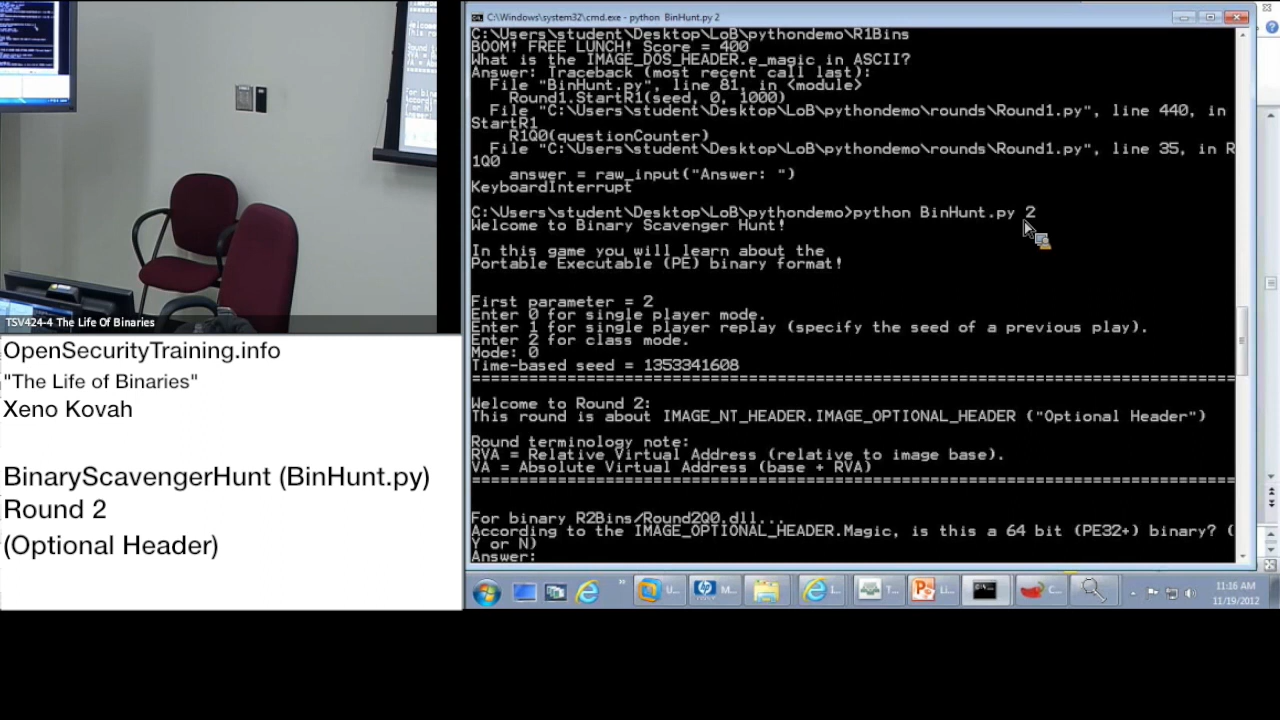 C:\Windows\system32\cmd.exe - python BinHunt.py 2
C:\Users\student\Desktop\LoB\pythondemo\R1Bins
BOOM! FREE LUNCH! Score = 400
What is the IMAGE_DOS_HEADER.e_magic in ASCII?
Answer: Traceback (most recent call last):
File "BinHunt.py", line 81, in <module>
Round1.StartR1(seed, 0, 1000)
File "C:\Users\student\Desktop\LoB\pythondemo\rounds\Round1.py", line 440, in
StartR1
R1Q0(questionCounter)
File "C:\Users\student\Desktop\LoB\pythondemo\rounds\Round1.py", line 35, in R
1Q0
answer = raw_input("Answer: ")
KeyboardInterrupt
C:\Users\student\Desktop\LoB\pythondemo>python BinHunt.py 2
Welcome to Binary Scavenger Hunt!
In this game you will learn about the
Portable Executable (PE) binary format!
First parameter = 2
Enter 0 for single player mode.
Enter 1 for single player replay (specify the seed of a previous play).
Enter 2 for class mode.
Mode: 0
Time-based seed = 1353341608
Welcome to Round 2:
This round is about IMAGE_NT_HEADER.IMAGE_OPTIONAL_HEADER ("Optional Header")
Round terminology note:
RVA = Relative Virtual Address (relative to image base).
VA = Absolute Virtual Address (base + RVA)
For binary R2Bins/Round2Q0.dll...
According to the IMAGE_OPTIONAL_HEADER.Magic, is this a 64 bit (PE32+) binary? (
Y or N)
Answer:
TSV424-4 The Life Of Binaries
OpenSecurityTraining.info
"The Life of Binaries"
Xeno Kovah
BinaryScavengerHunt (BinHunt.py)
Round 2
(Optional Header)
U...
M...
I...
T...
Li...
C...
11:16 AM
11/19/2012